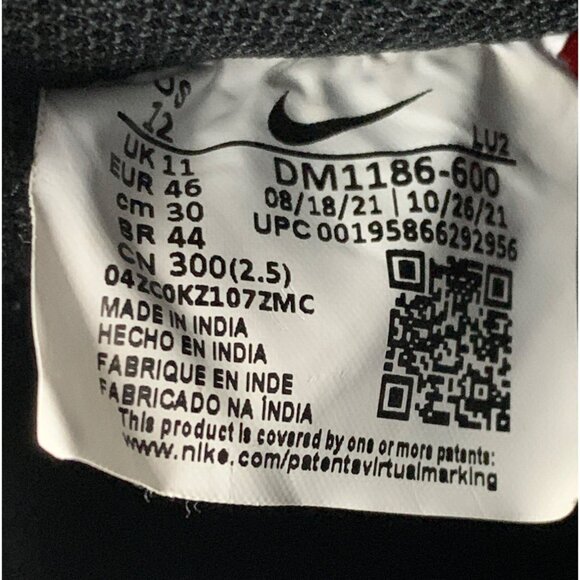 US
12
UK 11
EUR 46
cm 30
BR 44
CN 300(2.5)
04ZC0KZ107ZMC
LU2
DM1186-600
08/18/21 | 10/26/21
UPC 00195866292956
MADE IN INDIA
HECHO EN INDIA
FABRIQUE EN INDE
FABRICADO NA ÍNDIA
This product is covered by one or more patents:
www.nike.com/patentsvirtualmarking